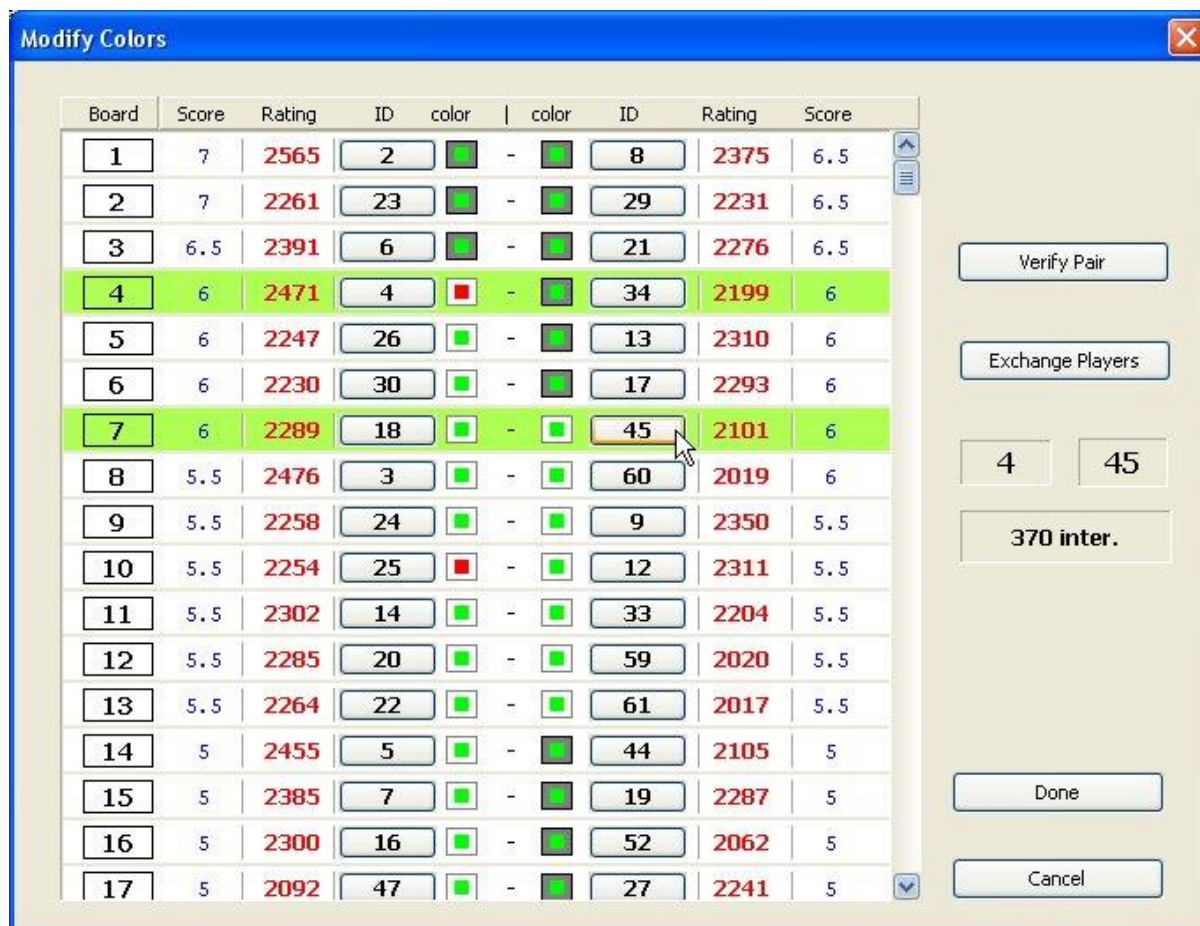 Modify Colors
Board Score Rating ID color | color ID Rating Score
1 7 2565 2 - 8 2375 6.5
2 7 2261 23 - 29 2231 6.5
3 6.5 2391 6 - 21 2276 6.5
Verify Pair
4 6 2471 4 - 34 2199 6
5 6 2247 26 - 13 2310 6
Exchange Players
6 6 2230 30 - 17 2293 6
7 6 2289 18 - 45 2101 6
4 45
8 5.5 2476 3 - 60 2019 6
9 5.5 2258 24 - 9 2350 5.5
370 inter.
10 5.5 2254 25 - 12 2311 5.5
11 5.5 2302 14 - 33 2204 5.5
12 5.5 2285 20 - 59 2020 5.5
13 5.5 2264 22 - 61 2017 5.5
14 5 2455 5 - 44 2105 5
15 5 2385 7 - 19 2287 5
Done
16 5 2300 16 - 52 2062 5
17 5 2092 47 - 27 2241 5
Cancel